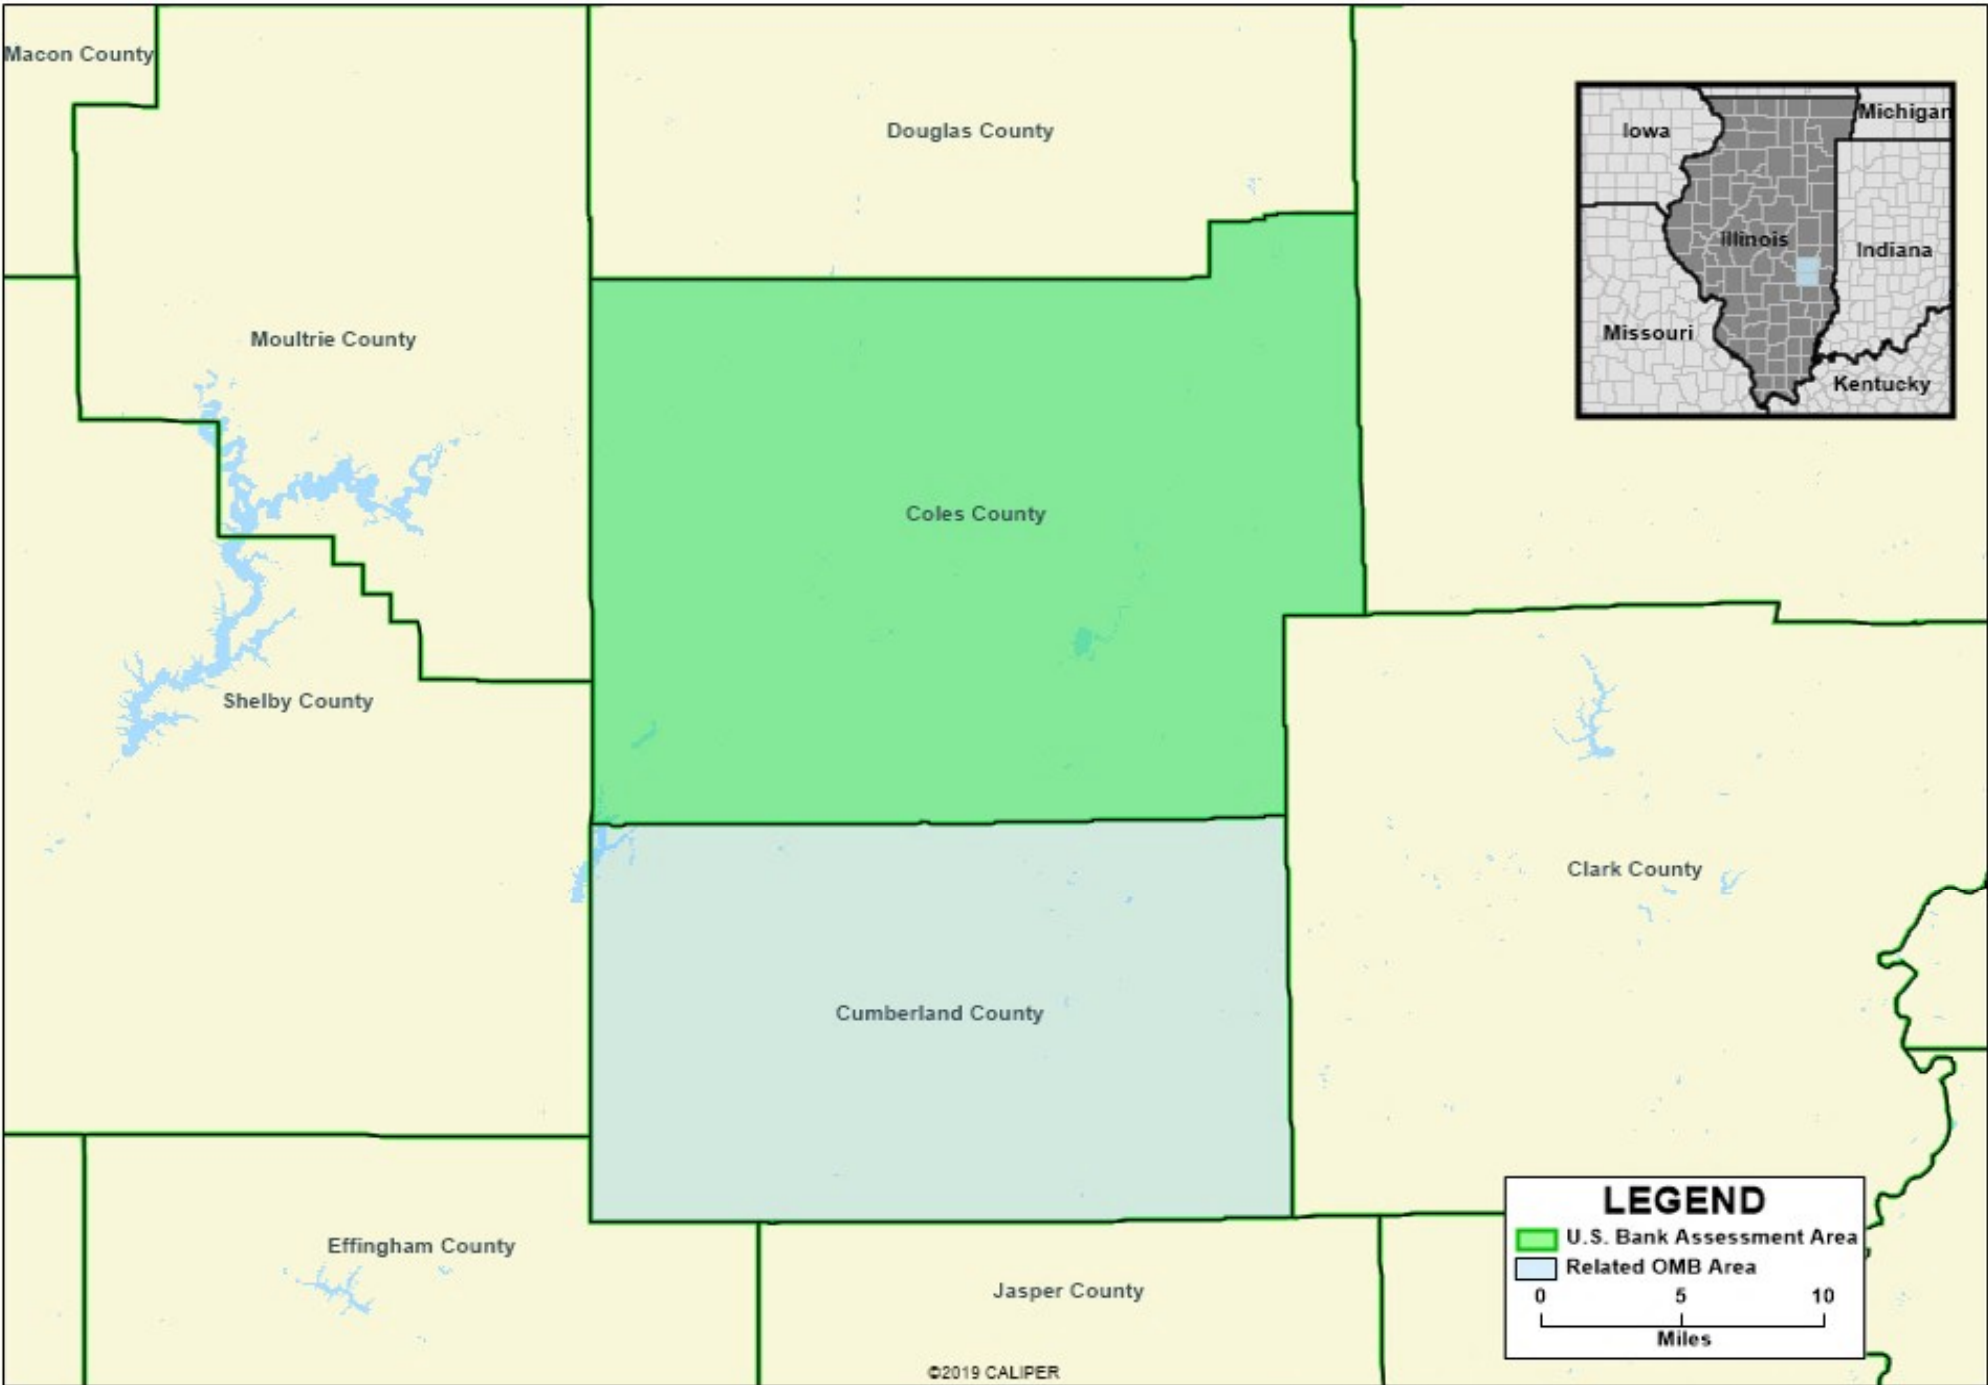 Macon County
Douglas County
Moultrie County
Coles County
Shelby County
Clark County
Cumberland County
Effingham County
Jasper County
Iowa
Michigan
Illinois
Indiana
Missouri
Kentucky
LEGEND
U.S. Bank Assessment Area
Related OMB Area
0 5 10
Miles
©2019 CALIPER